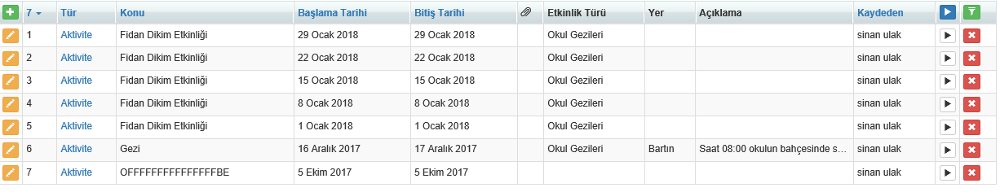 7 Tür Konu Başlama Tarihi Bitiş Tarihi Etkinlik Türü Yer Açıklama Kaydeden
1 Aktivite Fidan Dikim Etkinliği 29 Ocak 2018 29 Ocak 2018 Okul Gezileri sinan ulak
2 Aktivite Fidan Dikim Etkinliği 22 Ocak 2018 22 Ocak 2018 Okul Gezileri sinan ulak
3 Aktivite Fidan Dikim Etkinliği 15 Ocak 2018 15 Ocak 2018 Okul Gezileri sinan ulak
4 Aktivite Fidan Dikim Etkinliği 8 Ocak 2018 8 Ocak 2018 Okul Gezileri sinan ulak
5 Aktivite Fidan Dikim Etkinliği 1 Ocak 2018 1 Ocak 2018 Okul Gezileri sinan ulak
6 Aktivite Gezi 16 Aralık 2017 17 Aralık 2017 Okul Gezileri Bartın Saat 08:00 okulun bahçesinde s... sinan ulak
7 Aktivite OFFFFFFFFFFFFFFFBE 5 Ekim 2017 5 Ekim 2017 sinan ulak